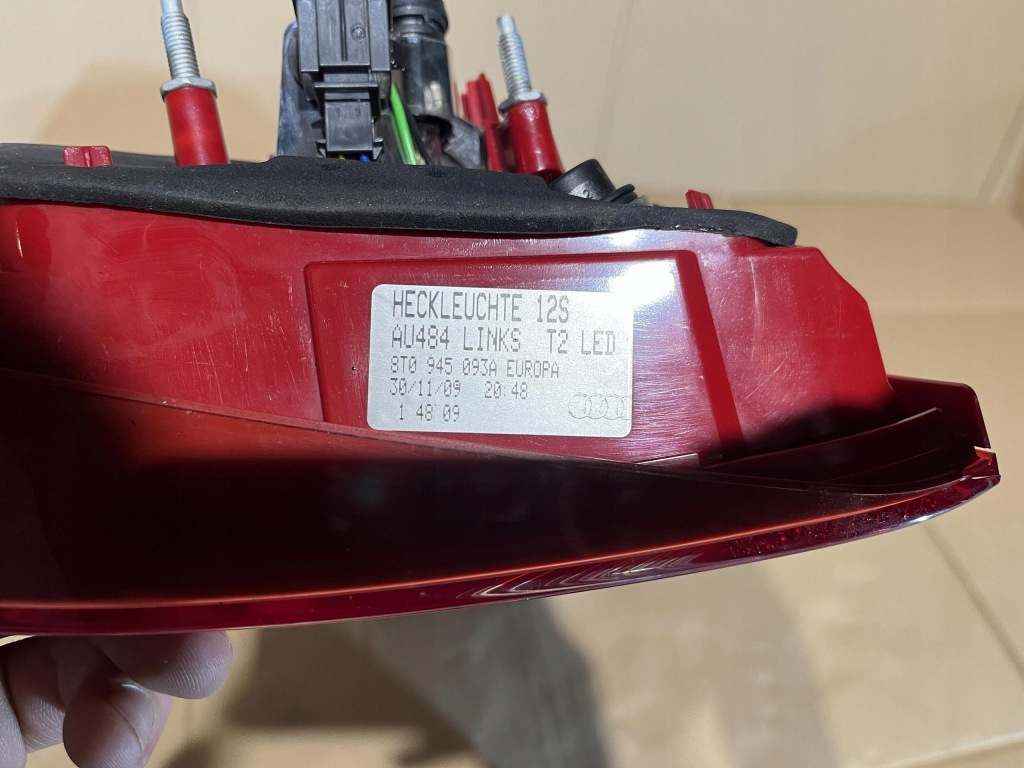 HECKLEUCHTE 12S
AU484 LINKS T2 LED
8T0 945 093A EUROPA
30/11/09 20:48
1 48 09